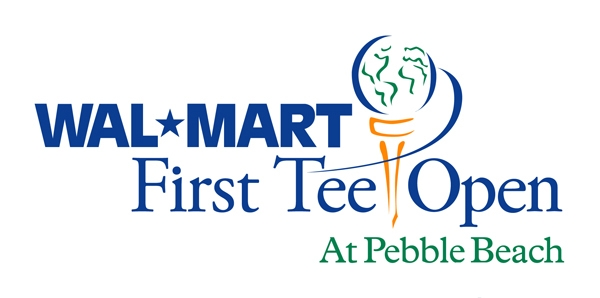 WAL★MART
First Tee Open
At Pebble Beach